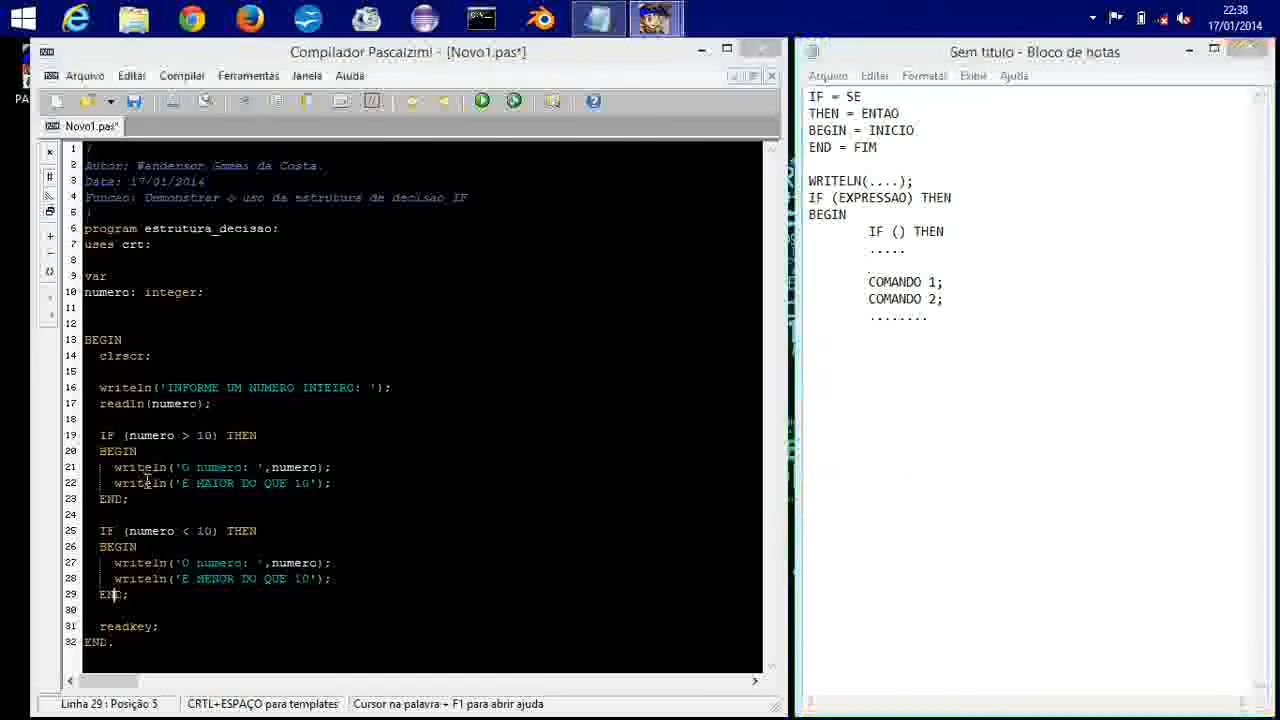 22:38
17/01/2014
Compilador Pascalzim! - [Novo1.pas*]
Arquivo Editar Compilar Ferramentas Janela Ajuda
Novo1.pas*
1
2 Autor: Wanderson Gomes da Costa.
3 Data: 17/01/2014
4 Funcao: Demonstrar o uso da estrutura de decisao IF
5
6 program estrutura_decisao;
7 uses crt;
8
9 var
10 numero: integer;
11
12
13 BEGIN
14 clrscr;
15
16 writeln('INFORME UM NUMERO INTEIRO: ');
17 readln(numero);
18
19 IF (numero > 10) THEN
20 BEGIN
21 writeln('O numero: ',numero);
22 writeln('E MAIOR DO QUE 10');
23 END;
24
25 IF (numero < 10) THEN
26 BEGIN
27 writeln('O numero: ',numero);
28 writeln('E MENOR DO QUE 10');
29 END;
30
31 readkey;
32 END.
Linha 29 : Posição 5 CRTL+ESPAÇO para templates Cursor na palavra + F1 para abrir ajuda
Sem título - Bloco de notas
Arquivo Editar Formatar Exibir Ajuda
IF = SE
THEN = ENTAO
BEGIN = INICIO
END = FIM
WRITELN(....);
IF (EXPRESSAO) THEN
BEGIN
IF () THEN
.....
.
COMANDO 1;
COMANDO 2;
........